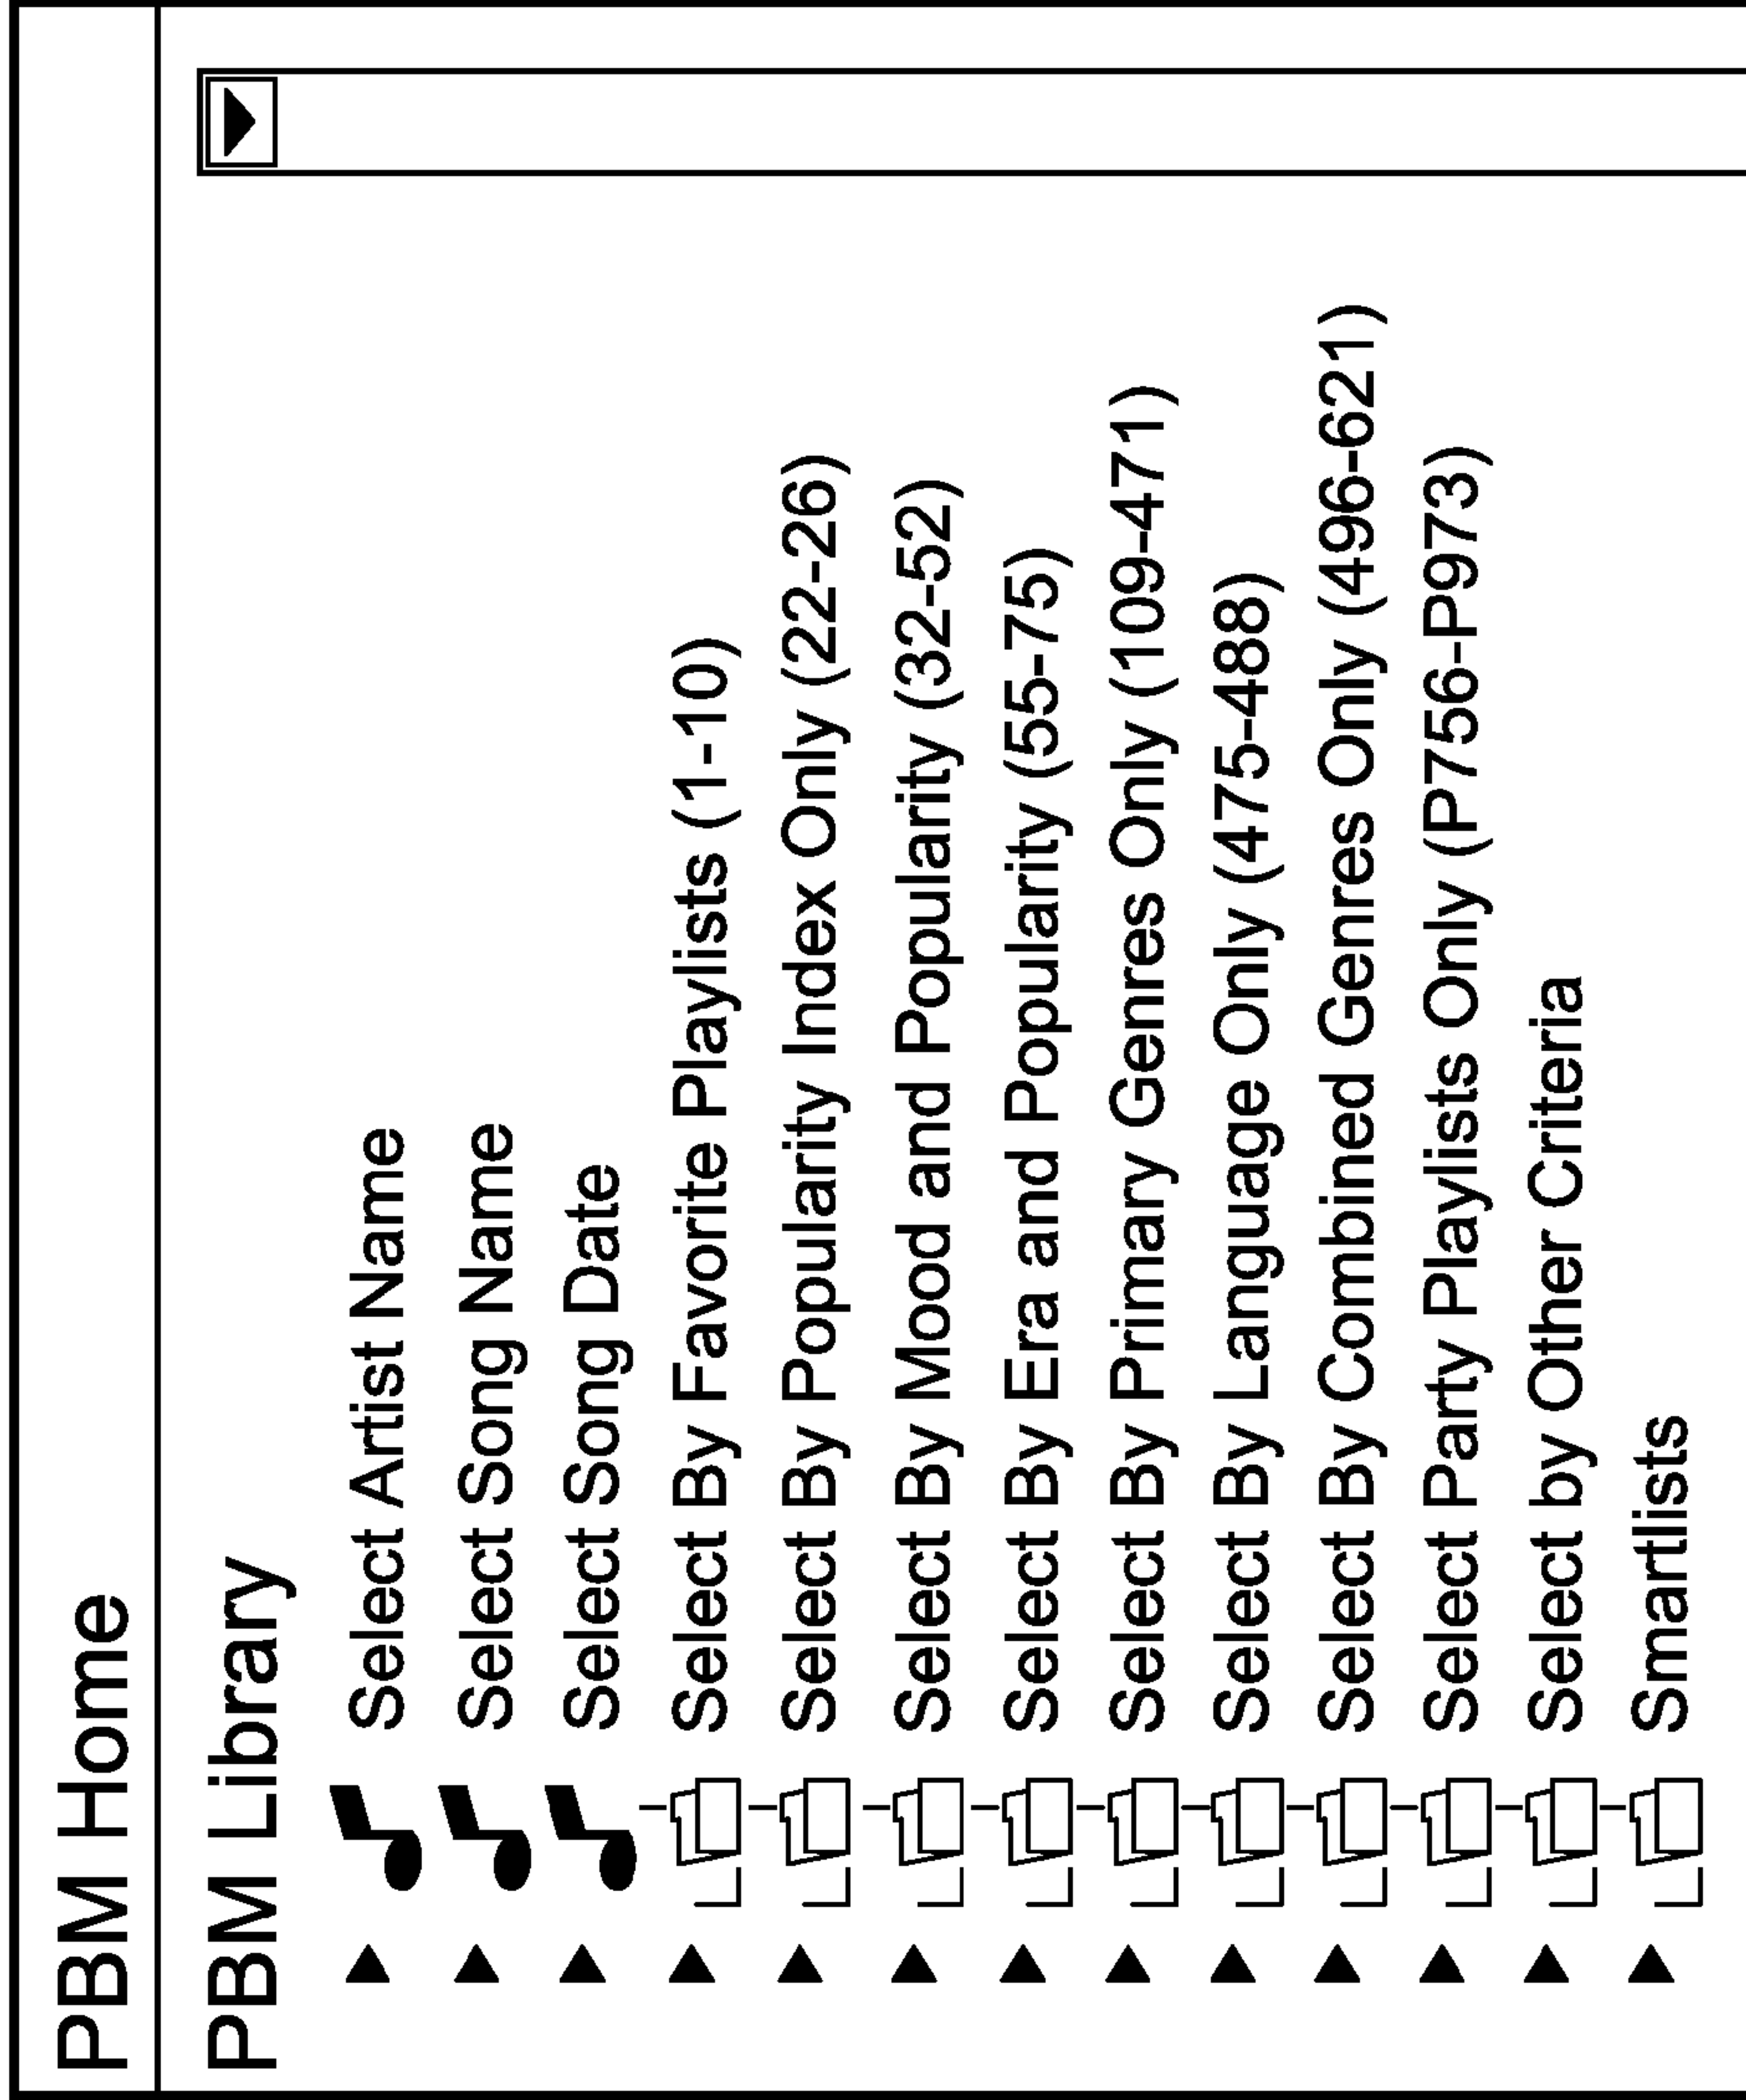 PBM Home
PBM Library
Select Artist Name
Select Song Name
Select Song Date
Select By Favorite Playlists (1-10)
Select By Popularity Index Only (22-26)
Select By Mood and Popularity (32-52)
Select By Era and Popularity (55-75)
Select By Primary Genres Only (109-471)
Select By Language Only (475-488)
Select By Combined Genres Only (496-621)
Select Party Playlists Only (P756-P973)
Select by Other Criteria
Smartlists